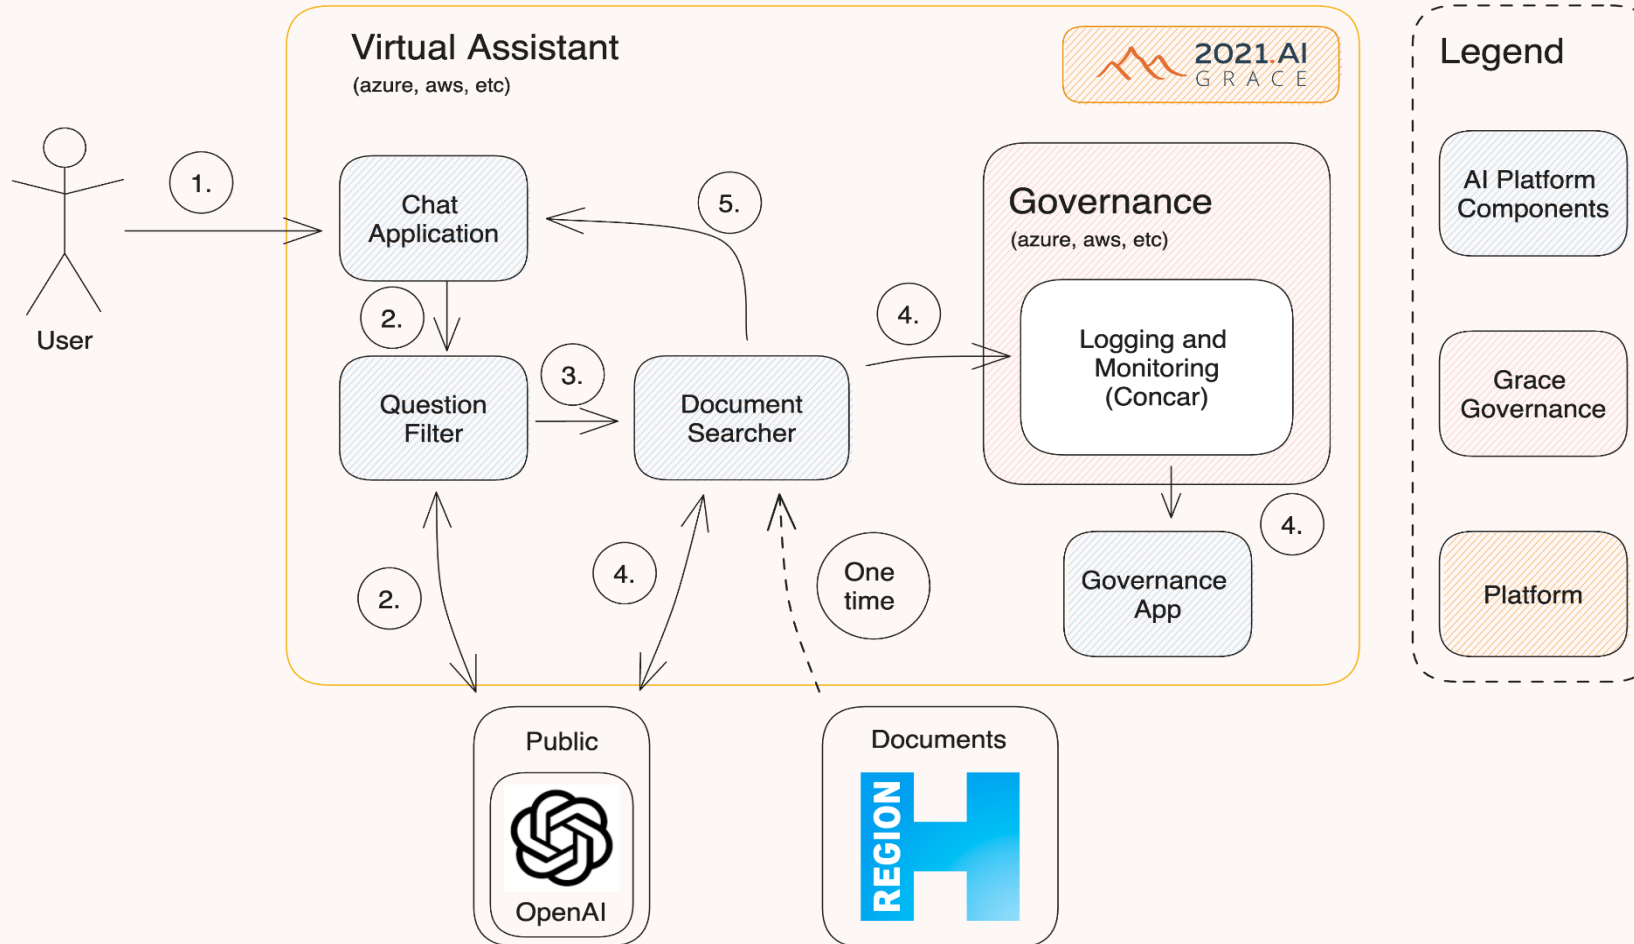 Virtual Assistant
(azure, aws, etc)
2021.AI
GRACE
Legend
User
1.
Chat
Application
2.
Question
Filter
3.
Document
Searcher
5.
4.
Governance
(azure, aws, etc)
Logging and
Monitoring
(Concar)
4.
Governance
App
2.
4.
One
time
Public
OpenAI
Documents
REGION
H
AI Platform
Components
Grace
Governance
Platform